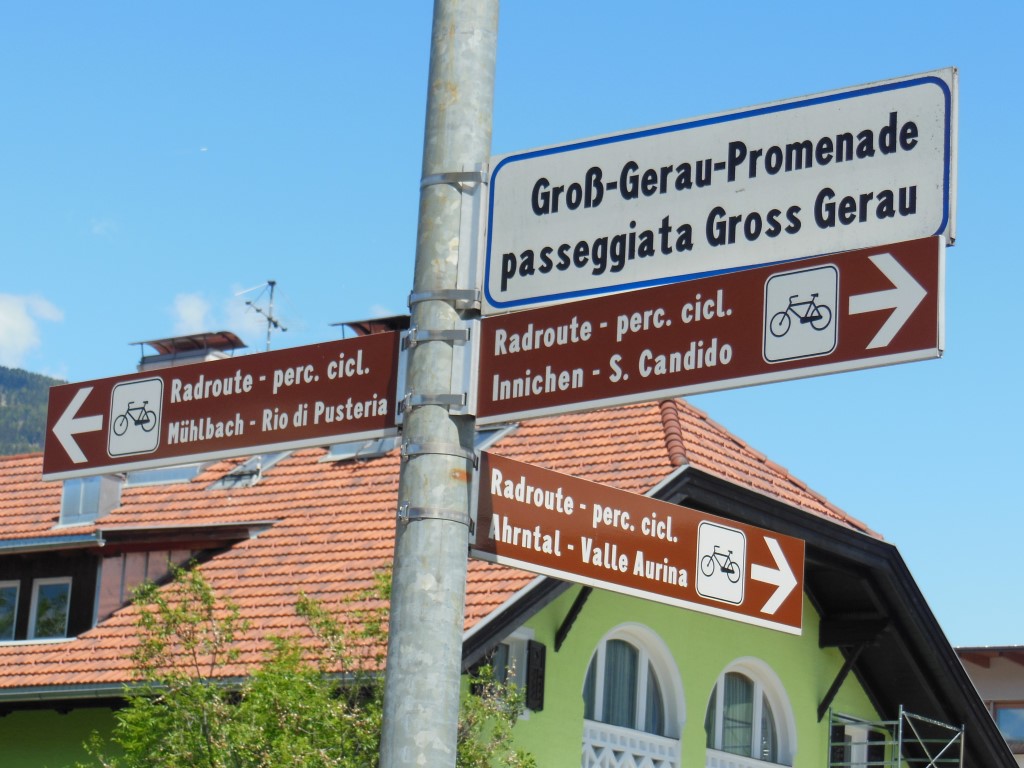 Groß-Gerau-Promenade
passeggiata Gross Gerau
Radroute - perc. cicl.
Innichen - S. Candido
Radroute - perc. cicl.
Mühlbach - Rio di Pusteria
Radroute - perc. cicl.
Ahrntal - Valle Aurina